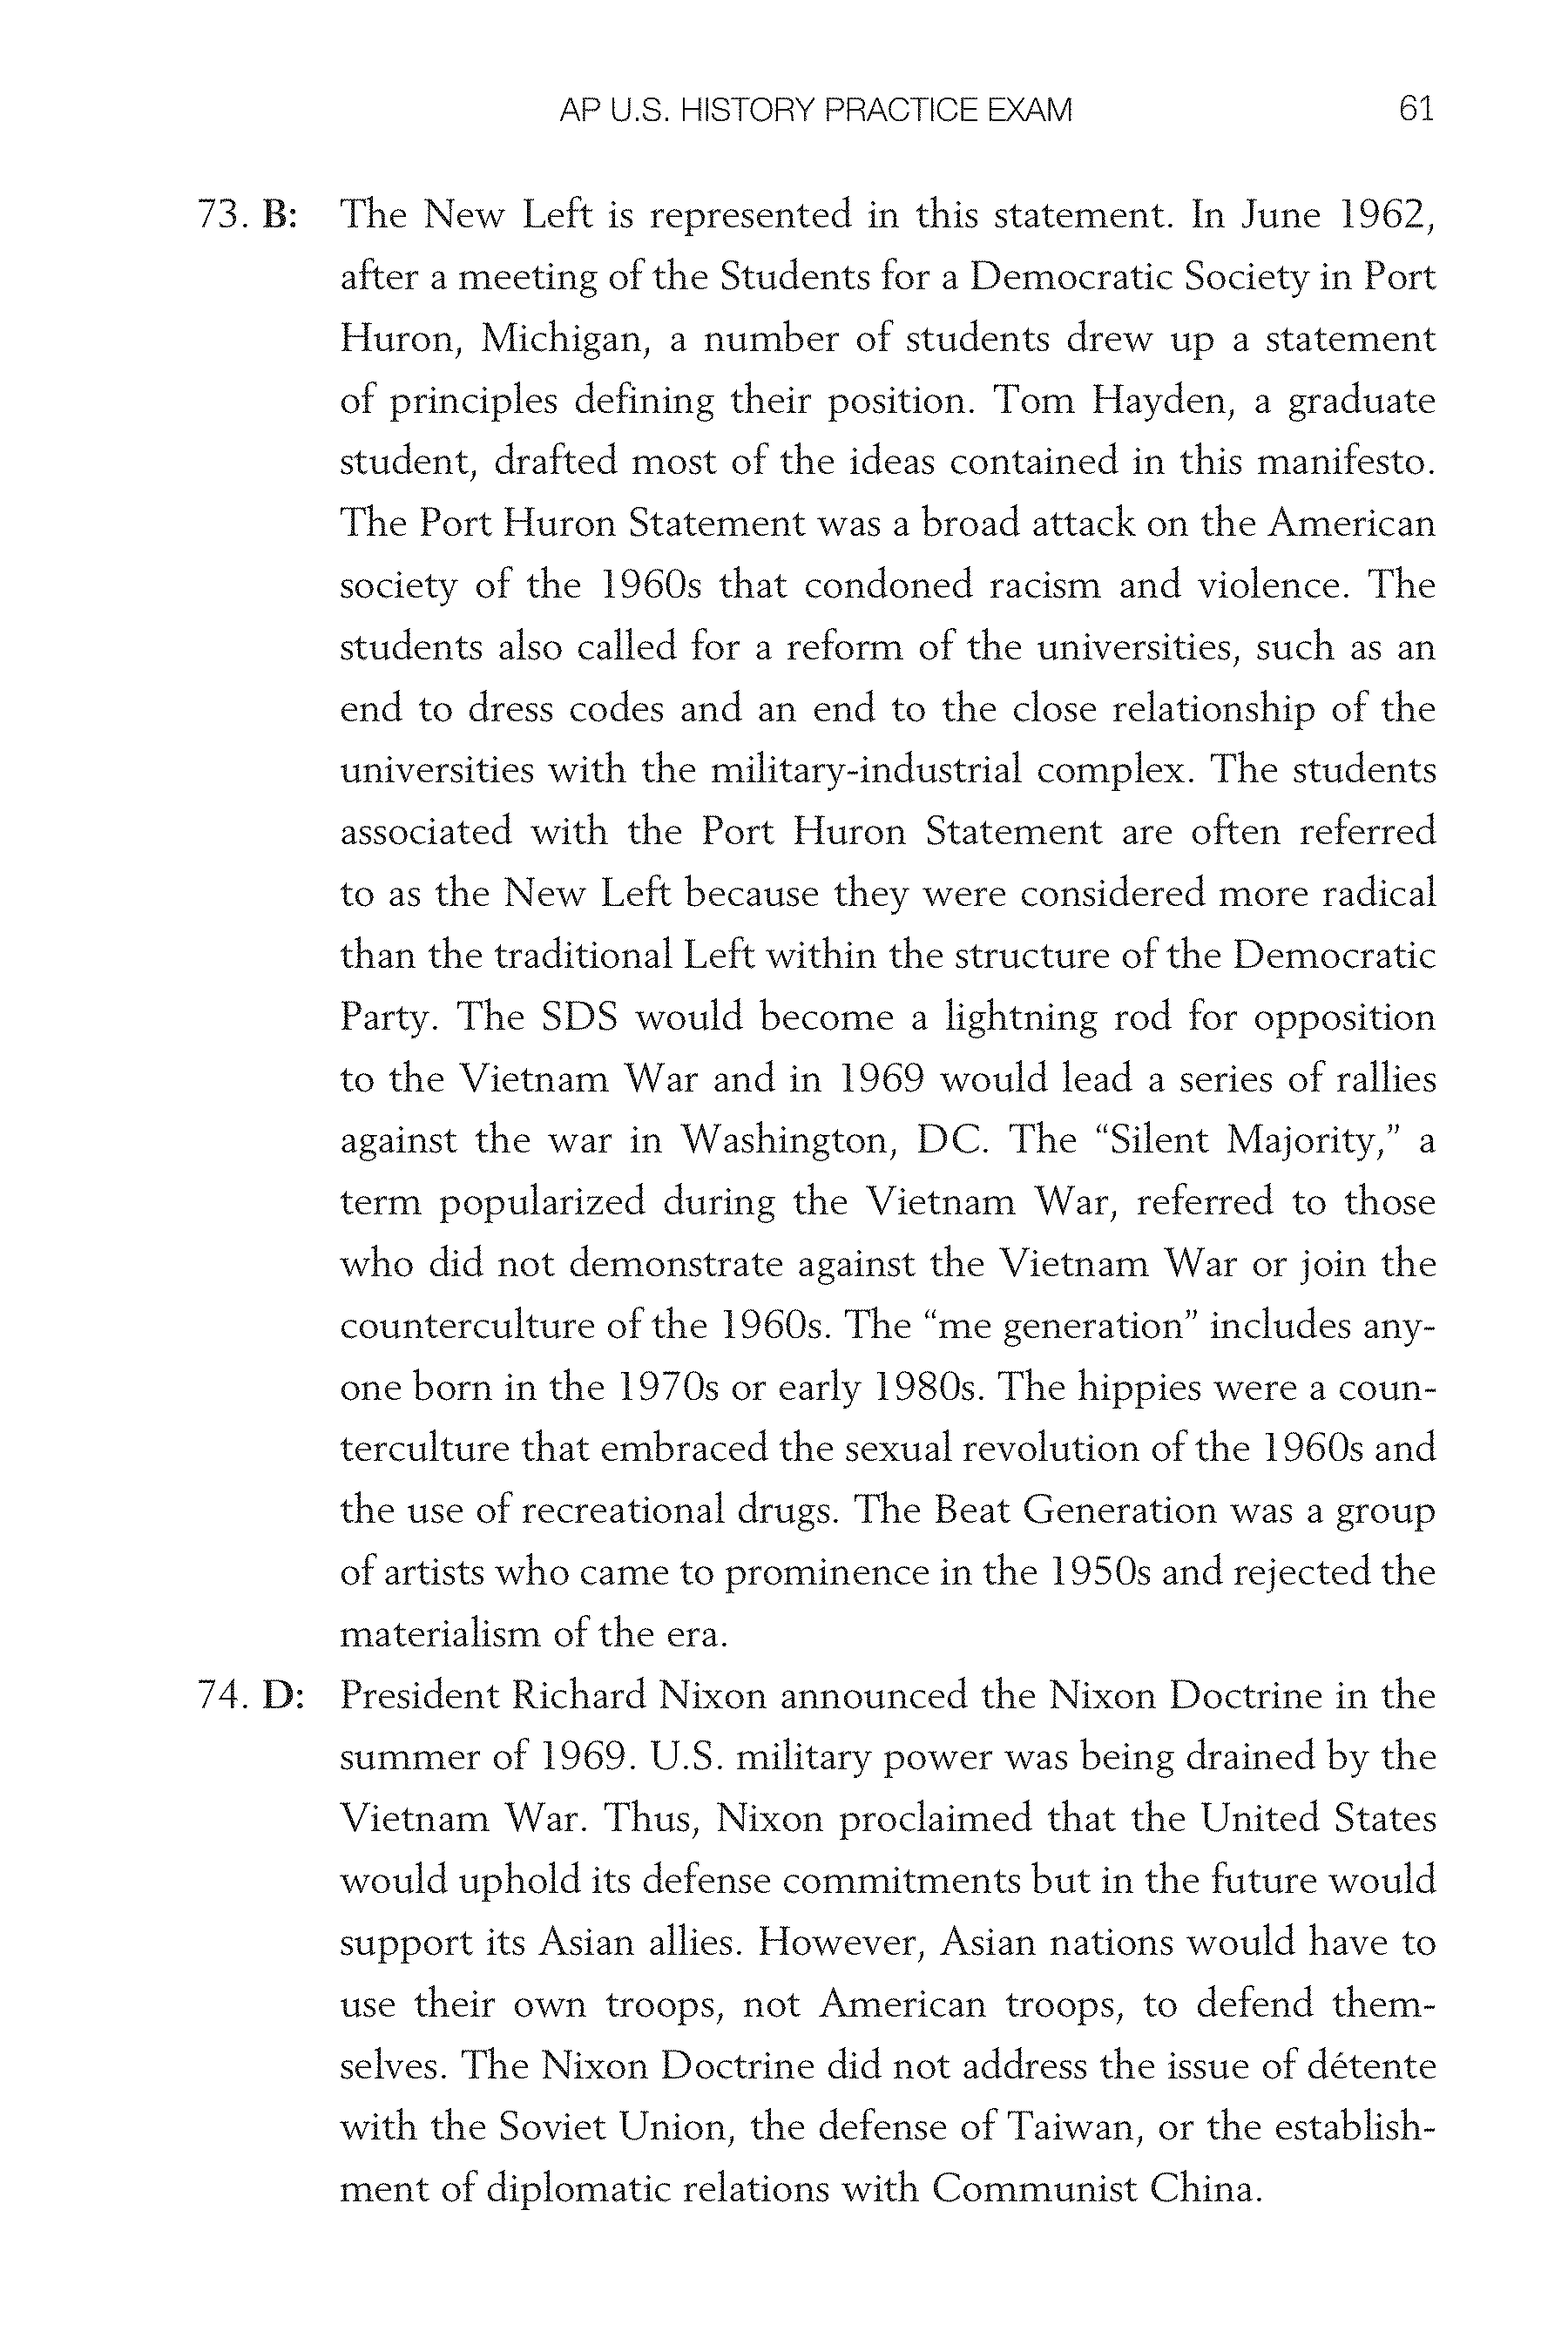 AP U.S. HISTORY PRACTICE EXAM 61
73. B: The New Left is represented in this statement. In June 1962,
after a meeting of the Students for a Democratic Society in Port
Huron, Michigan, a number of students drew up a statement
of principles defining their position. Tom Hayden, a graduate
student, drafted most of the ideas contained in this manifesto.
The Port Huron Statement was a broad attack on the American
society of the 1960s that condoned racism and violence. The
students also called for a reform of the universities, such as an
end to dress codes and an end to the close relationship of the
universities with the military-industrial complex. The students
associated with the Port Huron Statement are often referred
to as the New Left because they were considered more radical
than the traditional Left within the structure of the Democratic
Party. The SDS would become a lightning rod for opposition
to the Vietnam War and in 1969 would lead a series of rallies
against the war in Washington, DC. The “Silent Majority,” a
term popularized during the Vietnam War, referred to those
who did not demonstrate against the Vietnam War or join the
counterculture of the 1960s. The “me generation” includes any-
one born in the 1970s or early 1980s. The hippies were a coun-
terculture that embraced the sexual revolution of the 1960s and
the use of recreational drugs. The Beat Generation was a group
of artists who came to prominence in the 1950s and rejected the
materialism of the era.
74. D: President Richard Nixon announced the Nixon Doctrine in the
summer of 1969. U.S. military power was being drained by the
Vietnam War. Thus, Nixon proclaimed that the United States
would uphold its defense commitments but in the future would
support its Asian allies. However, Asian nations would have to
use their own troops, not American troops, to defend them-
selves. The Nixon Doctrine did not address the issue of détente
with the Soviet Union, the defense of Taiwan, or the establish-
ment of diplomatic relations with Communist China.